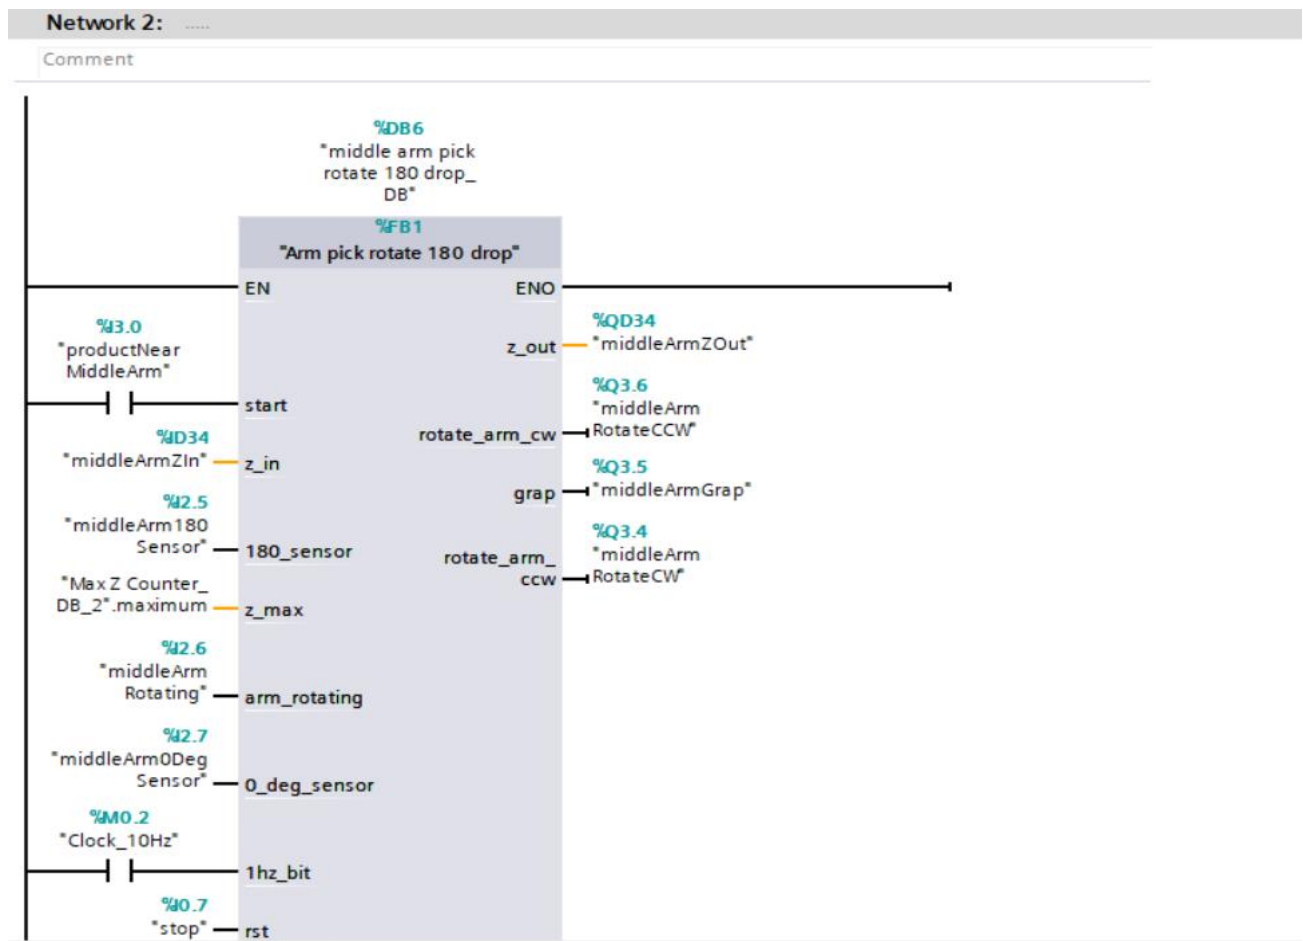 Network 2: .....
Comment
%DB6
"middle arm pick
rotate 180 drop_
DB"
%FB1
"Arm pick rotate 180 drop"
EN
ENO
%I3.0
"productNear
MiddleArm"
start
%ID34
"middleArmZIn"
z_in
%I2.5
"middleArm180
Sensor"
180_sensor
"Max Z Counter_
DB_2".maximum
z_max
%I2.6
"middleArm
Rotating"
arm_rotating
%I2.7
"middleArm0Deg
Sensor"
0_deg_sensor
%M0.2
"Clock_10Hz"
1hz_bit
%I0.7
"stop"
rst
z_out
%QD34
"middleArmZOut"
rotate_arm_cw
%Q3.6
"middleArm
RotateCCW"
grap
%Q3.5
"middleArmGrap"
rotate_arm_
ccw
%Q3.4
"middleArm
RotateCW"